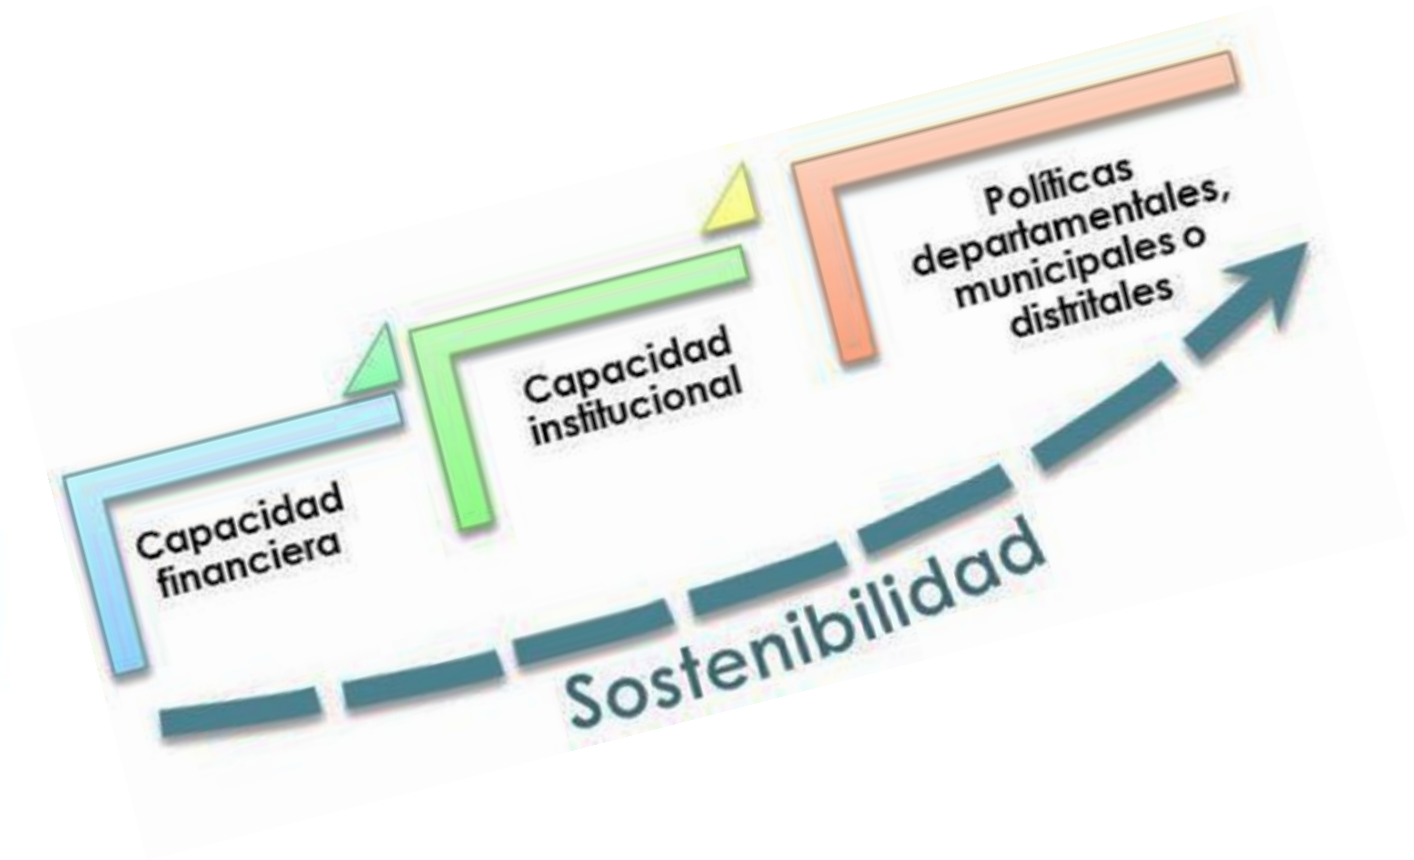 Capacidad
financiera
Capacidad
institucional
Políticas
departamentales,
municipales o
distritales
Sostenibilidad